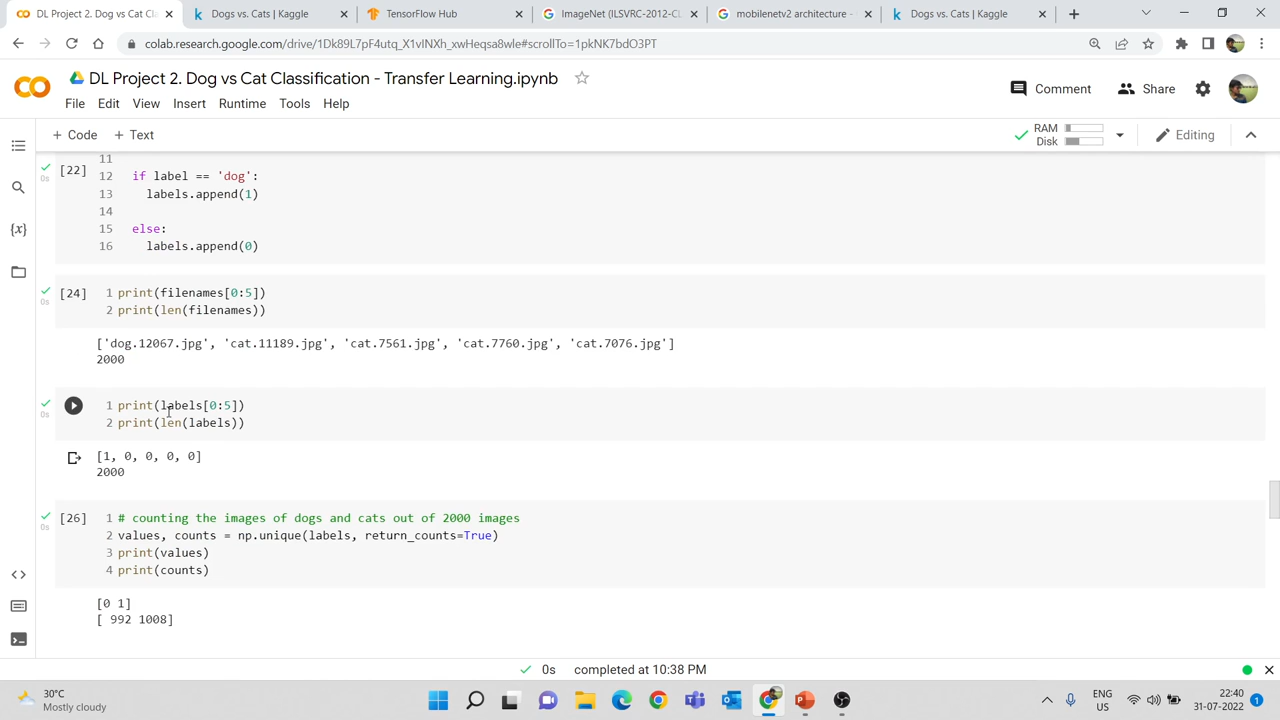 DL Project 2. Dog vs Cat Cl
Dogs vs. Cats | Kaggle
TensorFlow Hub
ImageNet (ILSVRC-2012-CL
mobilenetv2 architecture -
Dogs vs. Cats | Kaggle
colab.research.google.com/drive/1Dk89L7pF4utq_X1vINXh_xwHeqsa8wle#scrollTo=1pkNK7bdO3PT
DL Project 2. Dog vs Cat Classification - Transfer Learning.ipynb
Comment
Share
File Edit View Insert Runtime Tools Help
+ Code + Text
RAM
Disk
Editing
11
[22]
0s
12 if label == 'dog':
13 labels.append(1)
14
15 else:
16 labels.append(0)
[24]
0s
1 print(filenames[0:5])
2 print(len(filenames))
['dog.12067.jpg', 'cat.11189.jpg', 'cat.7561.jpg', 'cat.7760.jpg', 'cat.7076.jpg']
2000
0s
1 print(labels[0:5])
2 print(len(labels))
[1, 0, 0, 0, 0]
2000
[26]
0s
1 # counting the images of dogs and cats out of 2000 images
2 values, counts = np.unique(labels, return_counts=True)
3 print(values)
4 print(counts)
[0 1]
[ 992 1008]
0s completed at 10:38 PM
30°C
Mostly cloudy
ENG
US
22:40
31-07-2022
1